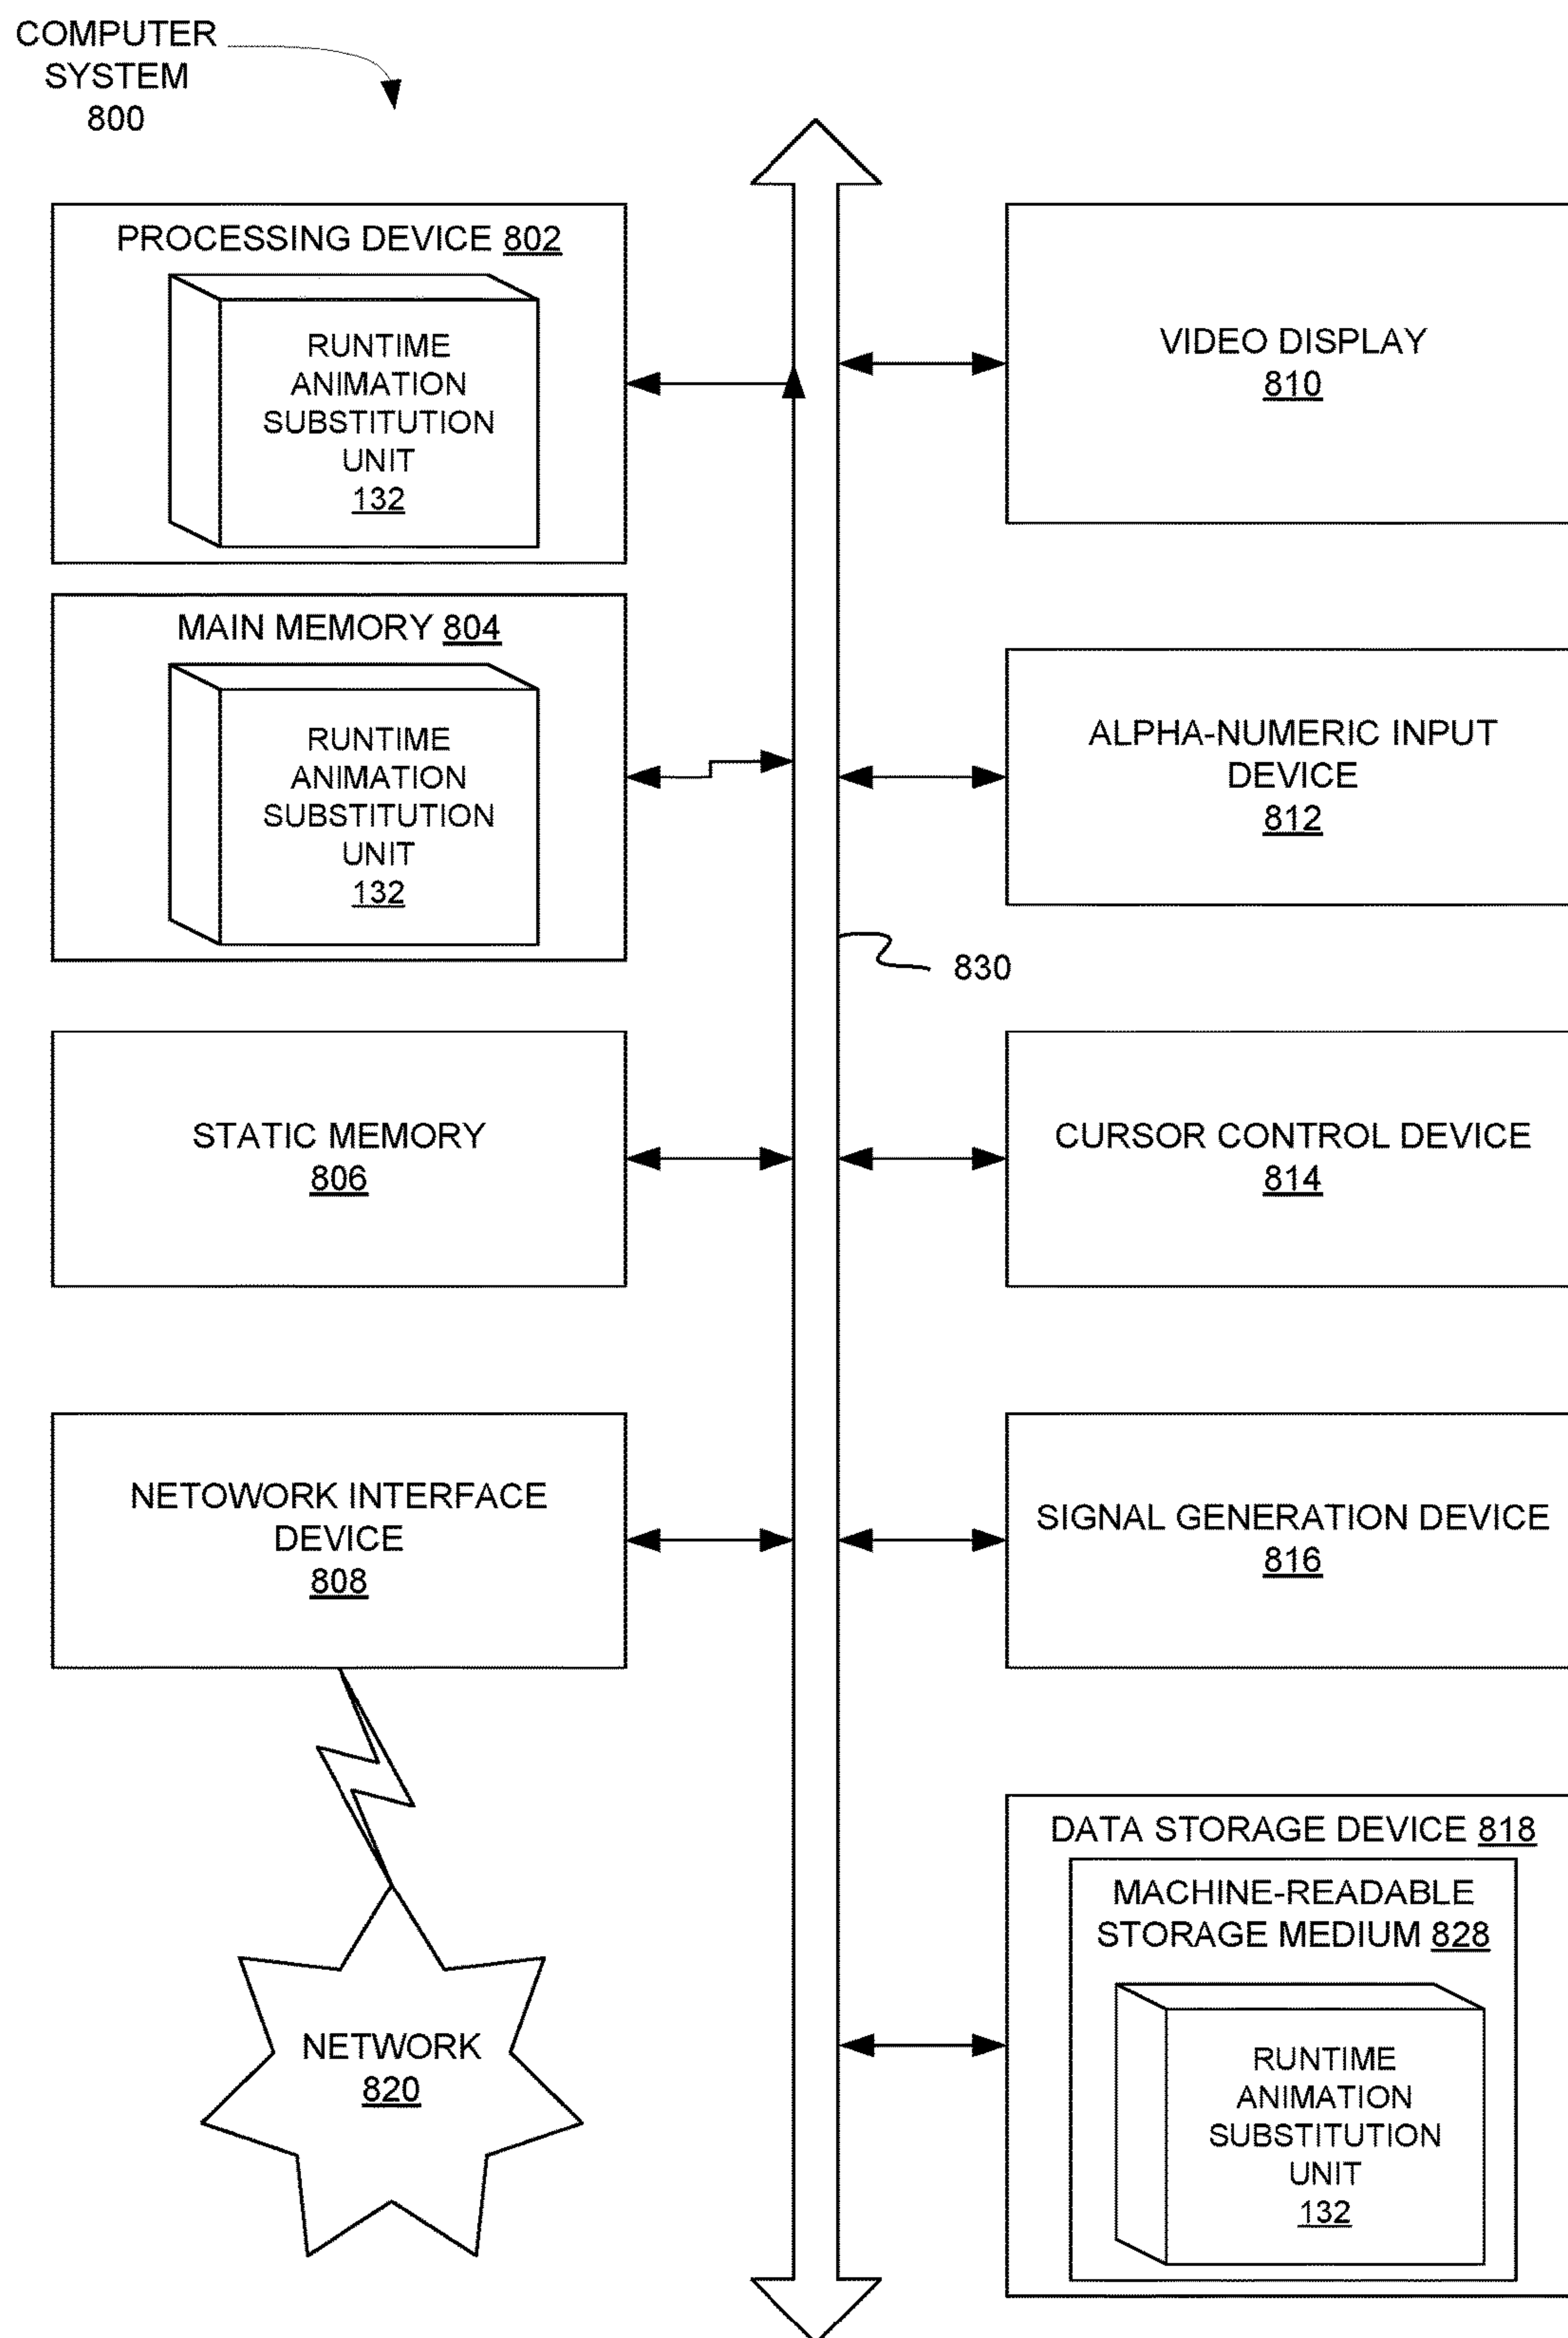 COMPUTER
SYSTEM
800
PROCESSING DEVICE 802
RUNTIME
ANIMATION
SUBSTITUTION
UNIT
132
MAIN MEMORY 804
RUNTIME
ANIMATION
SUBSTITUTION
UNIT
132
STATIC MEMORY
806
NETOWORK INTERFACE
DEVICE
808
NETWORK
820
830
VIDEO DISPLAY
810
ALPHA-NUMERIC INPUT
DEVICE
812
CURSOR CONTROL DEVICE
814
SIGNAL GENERATION DEVICE
816
DATA STORAGE DEVICE 818
MACHINE-READABLE
STORAGE MEDIUM 828
RUNTIME
ANIMATION
SUBSTITUTION
UNIT
132